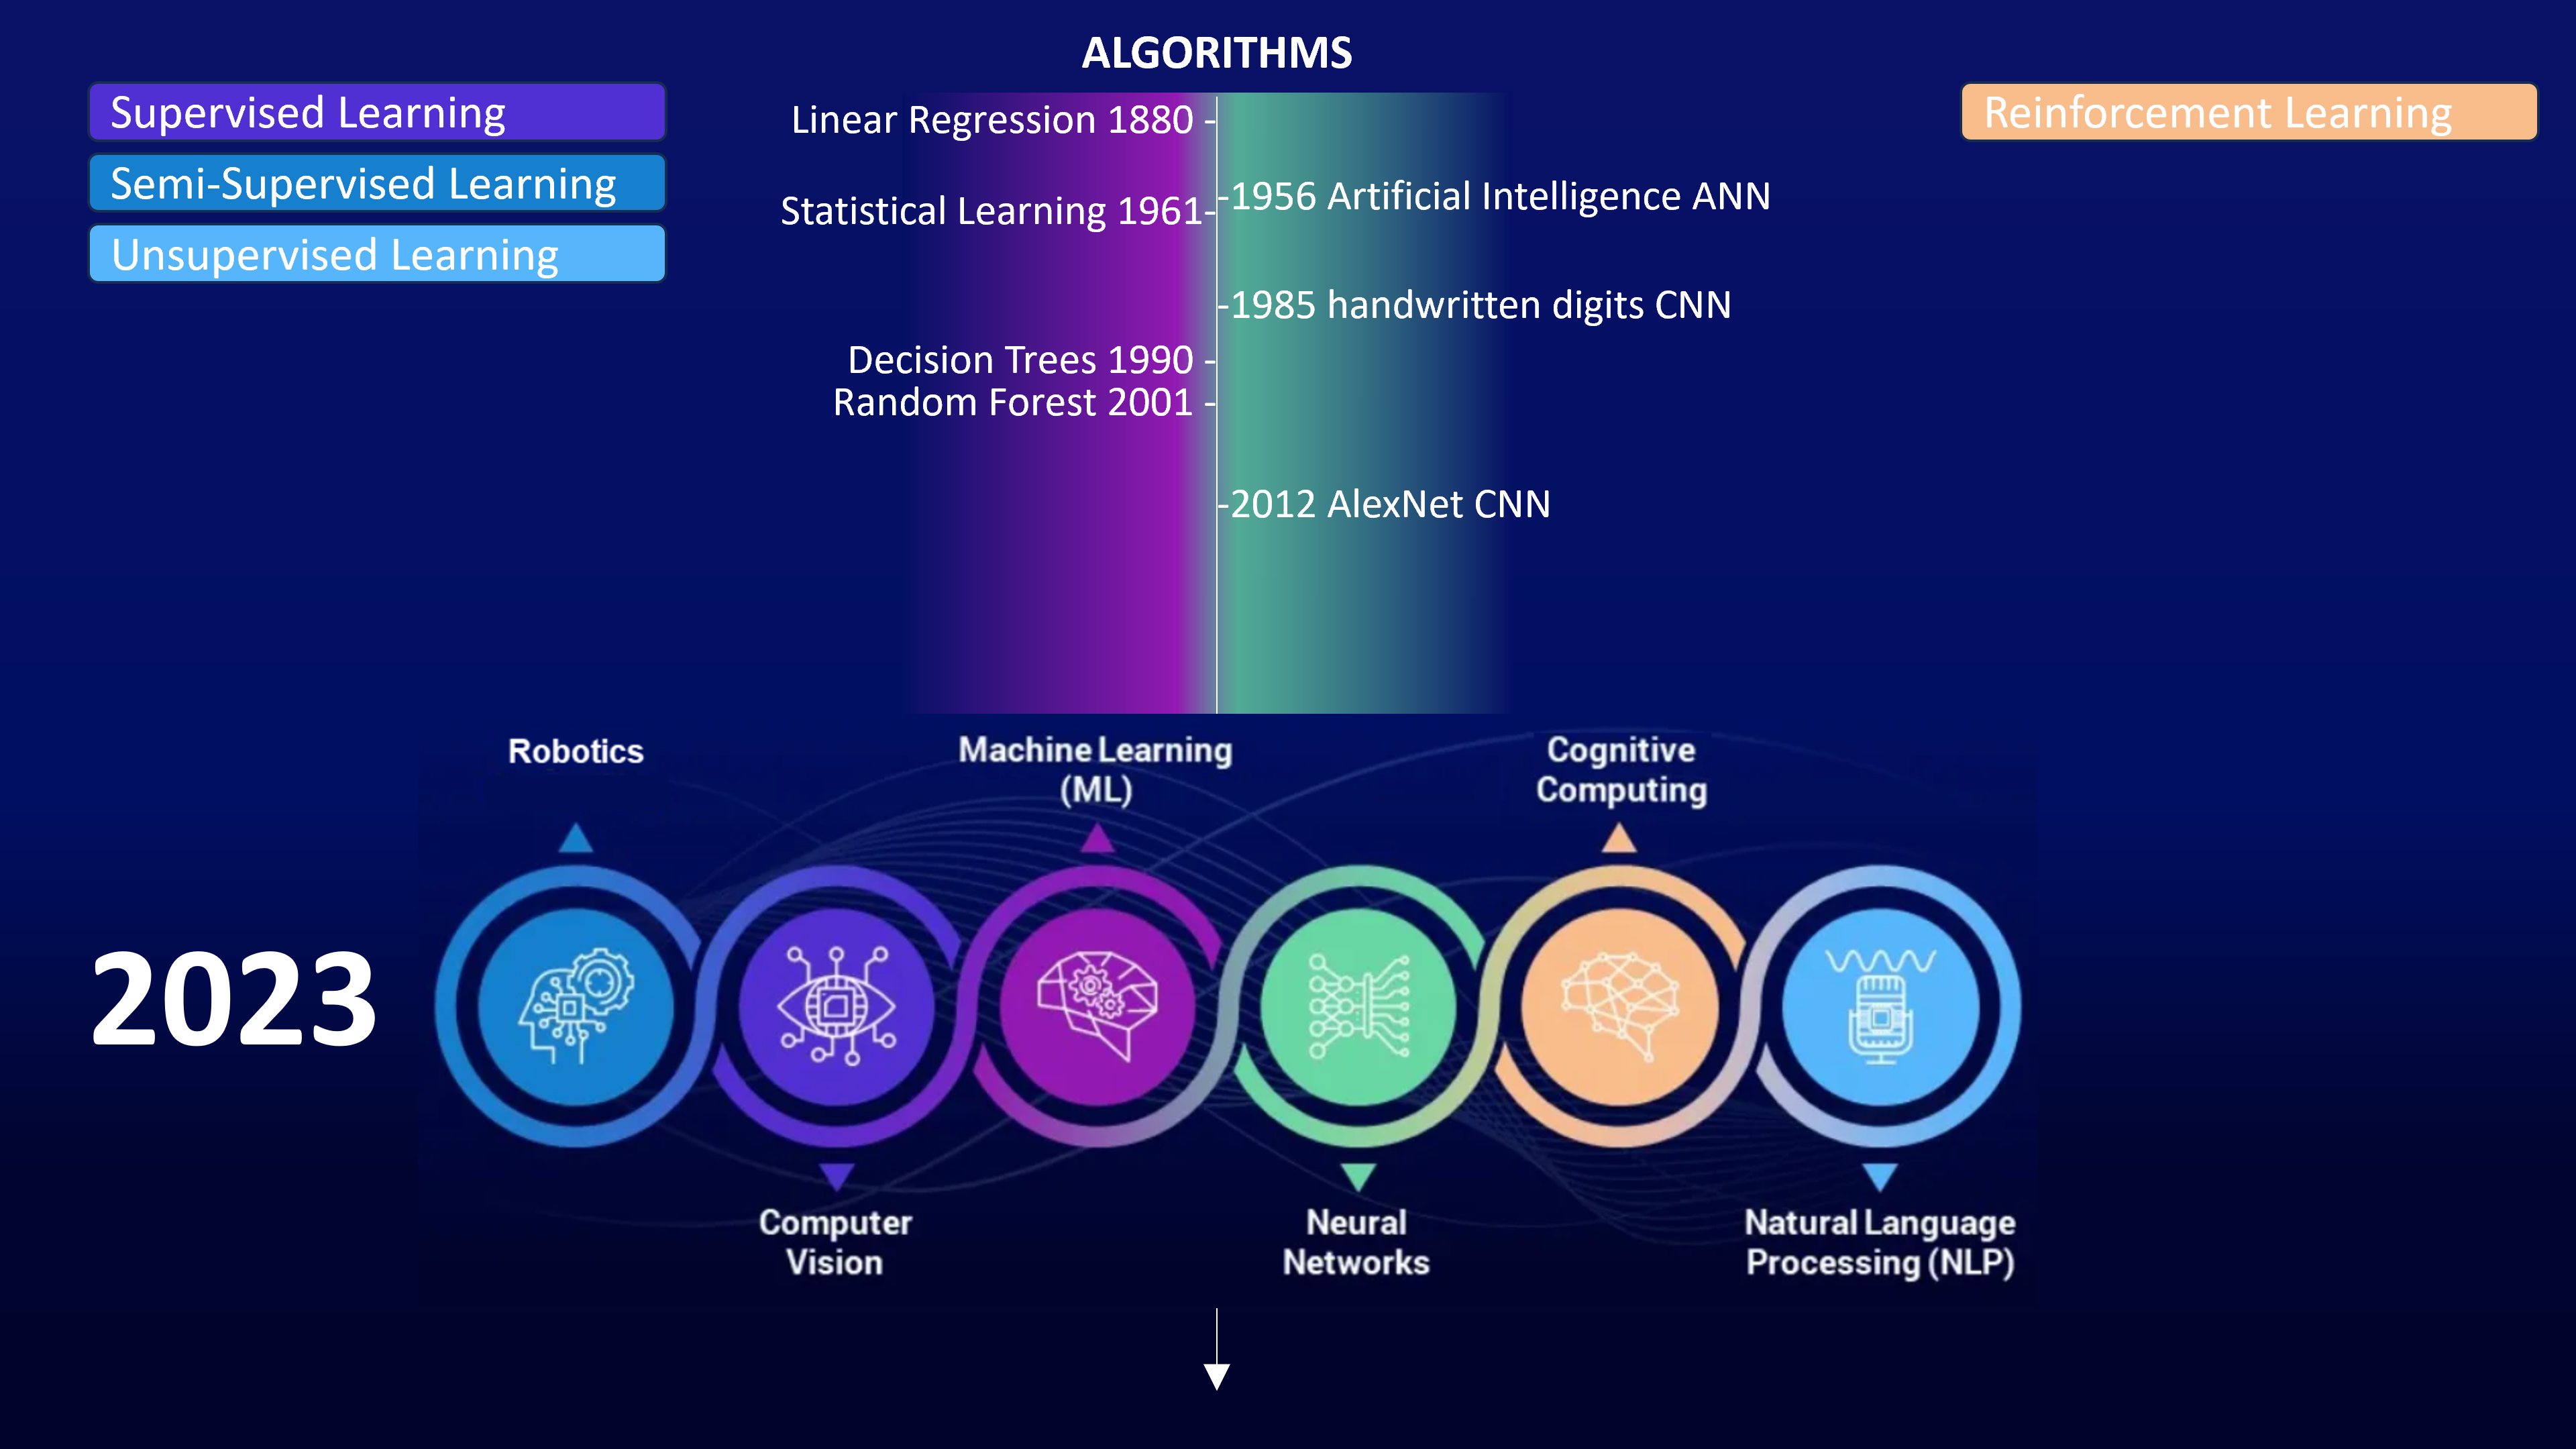 ALGORITHMS
Supervised Learning
Semi-Supervised Learning
Unsupervised Learning
Reinforcement Learning
Linear Regression 1880 -
-1956 Artificial Intelligence ANN
Statistical Learning 1961-
-1985 handwritten digits CNN
Decision Trees 1990 -
Random Forest 2001 -
-2012 AlexNet CNN
2023
Robotics
Computer
Vision
Machine Learning
(ML)
Neural
Networks
Cognitive
Computing
Natural Language
Processing (NLP)